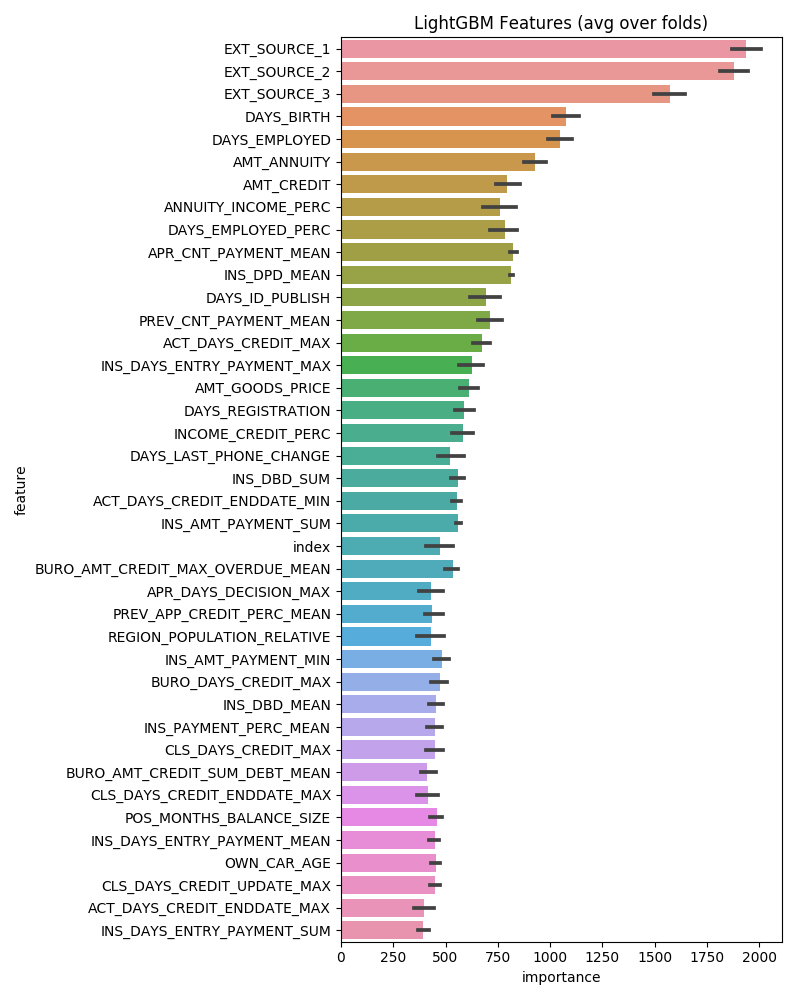 LightGBM Features (avg over folds)
EXT_SOURCE_1
EXT_SOURCE_2
EXT_SOURCE_3
DAYS_BIRTH
DAYS_EMPLOYED
AMT_ANNUITY
AMT_CREDIT
ANNUITY_INCOME_PERC
DAYS_EMPLOYED_PERC
APR_CNT_PAYMENT_MEAN
INS_DPD_MEAN
DAYS_ID_PUBLISH
PREV_CNT_PAYMENT_MEAN
ACT_DAYS_CREDIT_MAX
INS_DAYS_ENTRY_PAYMENT_MAX
AMT_GOODS_PRICE
DAYS_REGISTRATION
INCOME_CREDIT_PERC
DAYS_LAST_PHONE_CHANGE
INS_DBD_SUM
ACT_DAYS_CREDIT_ENDDATE_MIN
INS_AMT_PAYMENT_SUM
index
BURO_AMT_CREDIT_MAX_OVERDUE_MEAN
APR_DAYS_DECISION_MAX
PREV_APP_CREDIT_PERC_MEAN
REGION_POPULATION_RELATIVE
INS_AMT_PAYMENT_MIN
BURO_DAYS_CREDIT_MAX
INS_DBD_MEAN
INS_PAYMENT_PERC_MEAN
CLS_DAYS_CREDIT_MAX
BURO_AMT_CREDIT_SUM_DEBT_MEAN
CLS_DAYS_CREDIT_ENDDATE_MAX
POS_MONTHS_BALANCE_SIZE
INS_DAYS_ENTRY_PAYMENT_MEAN
OWN_CAR_AGE
CLS_DAYS_CREDIT_UPDATE_MAX
ACT_DAYS_CREDIT_ENDDATE_MAX
INS_DAYS_ENTRY_PAYMENT_SUM
feature
0 250 500 750 1000 1250 1500 1750 2000
importance